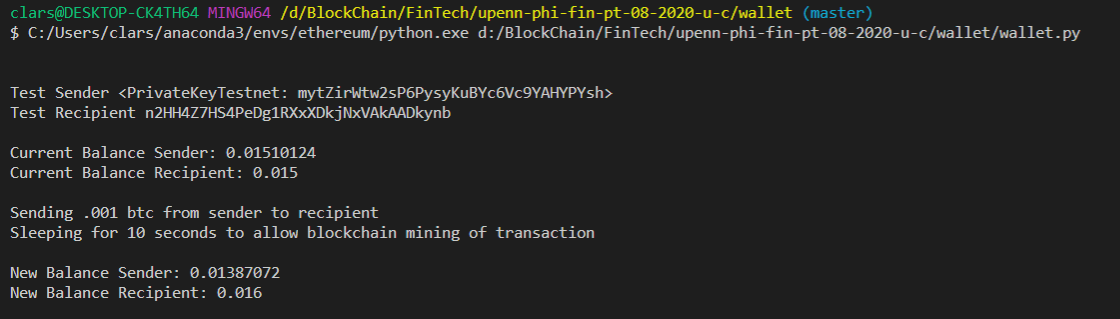 clars@DESKTOP-CK4TH64 MINGW64 /d/BlockChain/FinTech/upenn-phi-fin-pt-08-2020-u-c/wallet (master)
$ C:/Users/clars/anaconda3/envs/ethereum/python.exe d:/BlockChain/FinTech/upenn-phi-fin-pt-08-2020-u-c/wallet/wallet.py
Test Sender <PrivateKeyTestnet: mytZirWtw2sP6PysyKuBYc6Vc9YAHYPYsh>
Test Recipient n2HH4Z7HS4PeDg1RXxXDkjNxVAkAADkynb
Current Balance Sender: 0.01510124
Current Balance Recipient: 0.015
Sending .001 btc from sender to recipient
Sleeping for 10 seconds to allow blockchain mining of transaction
New Balance Sender: 0.01387072
New Balance Recipient: 0.016